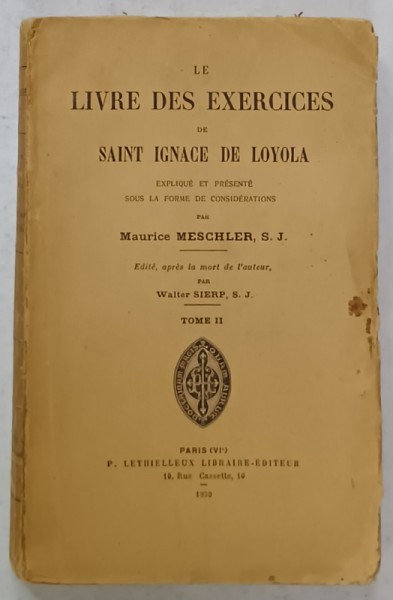 LE
LIVRE DES EXERCICES
DE
SAINT IGNACE DE LOYOLA
EXPLIQUÉ ET PRÉSENTÉ
SOUS LA FORME DE CONSIDÉRATIONS
PAR
Maurice MESCHLER, S. J.
Edité, après la mort de l'auteur,
PAR
Walter SIERP, S. J.
TOME II
PARIS (VIᵉ)
P. LETHIELLEUX LIBRAIRE-EDITEUR
10, Rue Cassette, 10